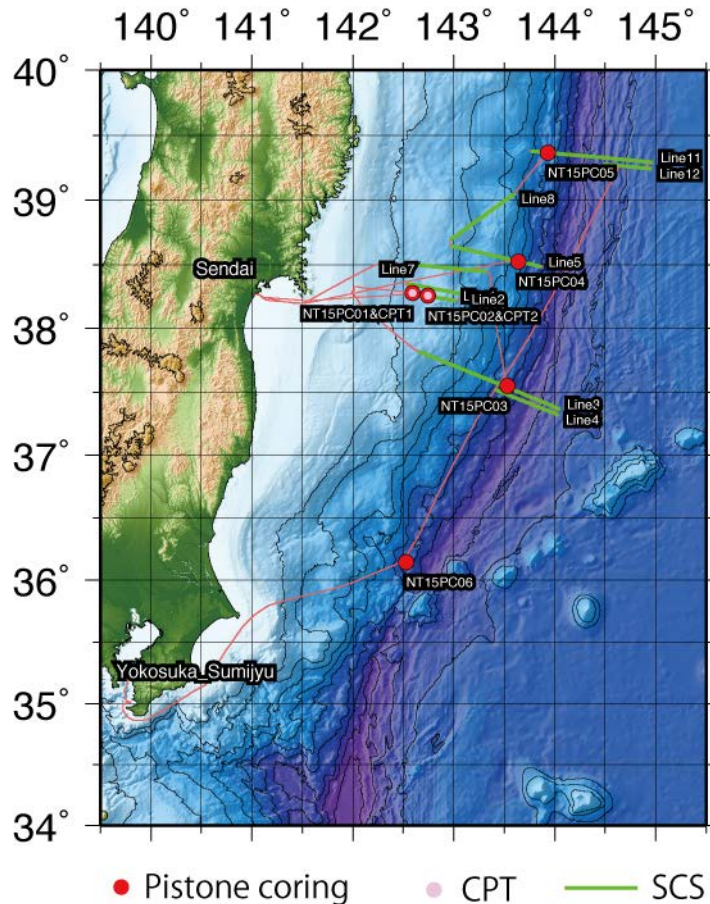 140° 141° 142° 143° 144° 145°
40°
Line11
Line12
NT15PC05
39°
Line8
Sendai
Line7
Line5
NT15PC04
L
Line2
38°
NT15PC01&CPT1
NT15PC02&CPT2
NT15PC03
Line3
Line4
37°
36°
NT15PC06
Yokosuka_Sumijyu
35°
34°
Pistone coring CPT SCS